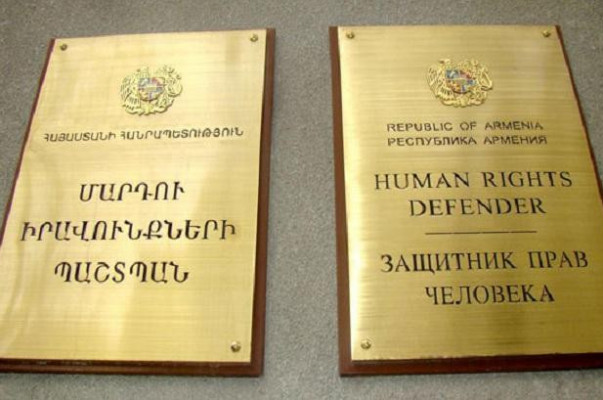 ՀԱՅԱՍՏԱՆԻ ՀԱՆՐԱՊԵՏՈՒԹՅՈՒՆ
ՄԱՐԴՈՒ
ԻՐԱՎՈՒՆՔՆԵՐԻ
ՊԱՇՏՊԱՆ
REPUBLIC OF ARMENIA
РЕСПУБЛИКА АРМЕНИЯ
HUMAN RIGHTS
DEFENDER
ЗАЩИТНИК ПРАВ
ЧЕЛОВЕКА